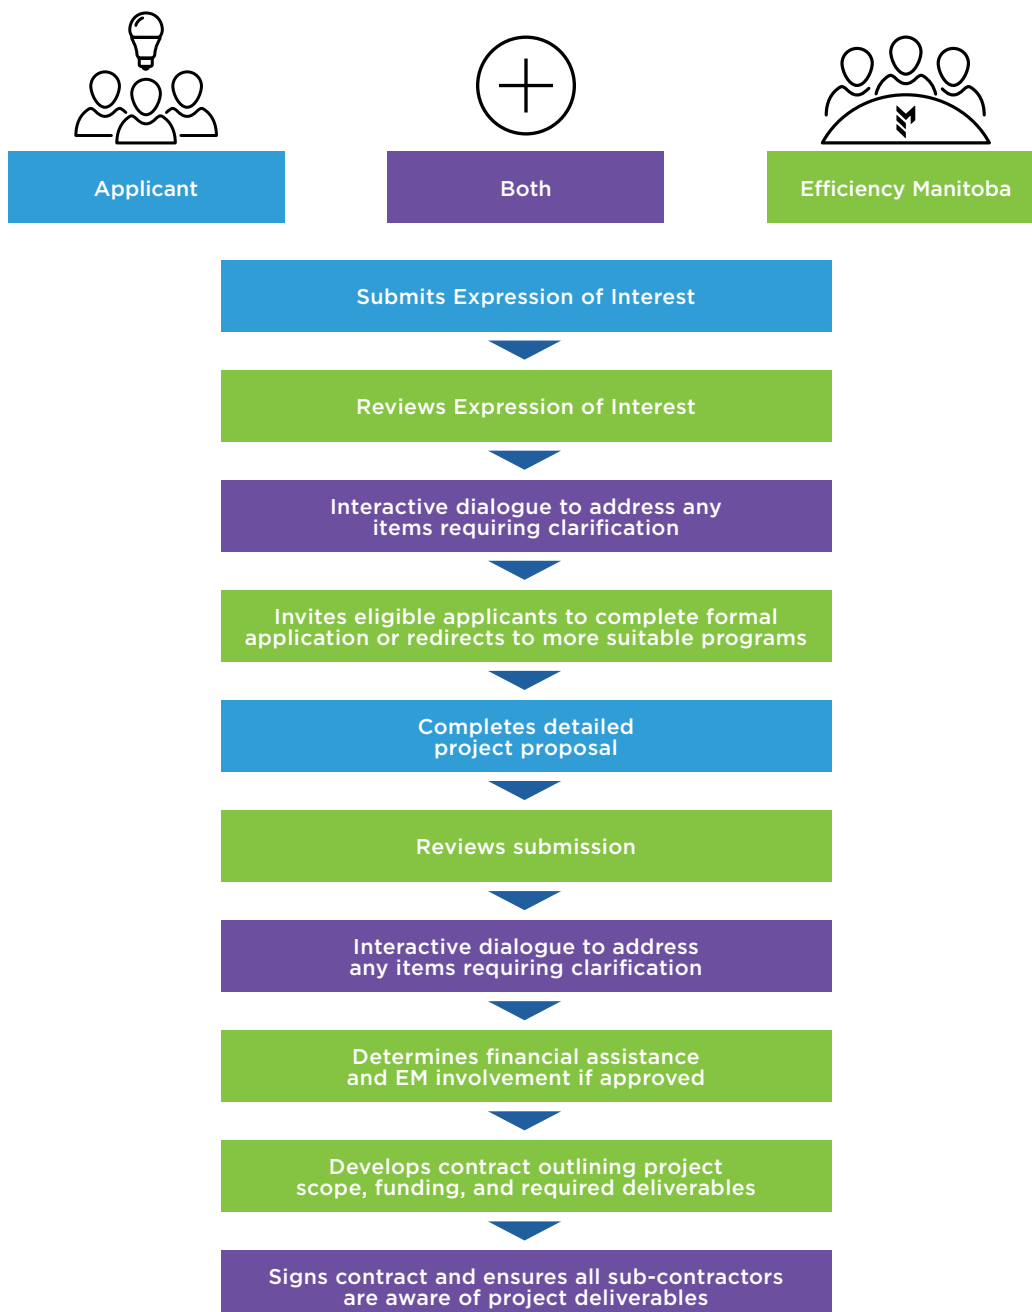 Applicant
Both
Efficiency Manitoba
Submits Expression of Interest
Reviews Expression of Interest
Interactive dialogue to address any
items requiring clarification
Invites eligible applicants to complete formal
application or redirects to more suitable programs
Completes detailed
project proposal
Reviews submission
Interactive dialogue to address
any items requiring clarification
Determines financial assistance
and EM involvement if approved
Develops contract outlining project
scope, funding, and required deliverables
Signs contract and ensures all sub-contractors
are aware of project deliverables